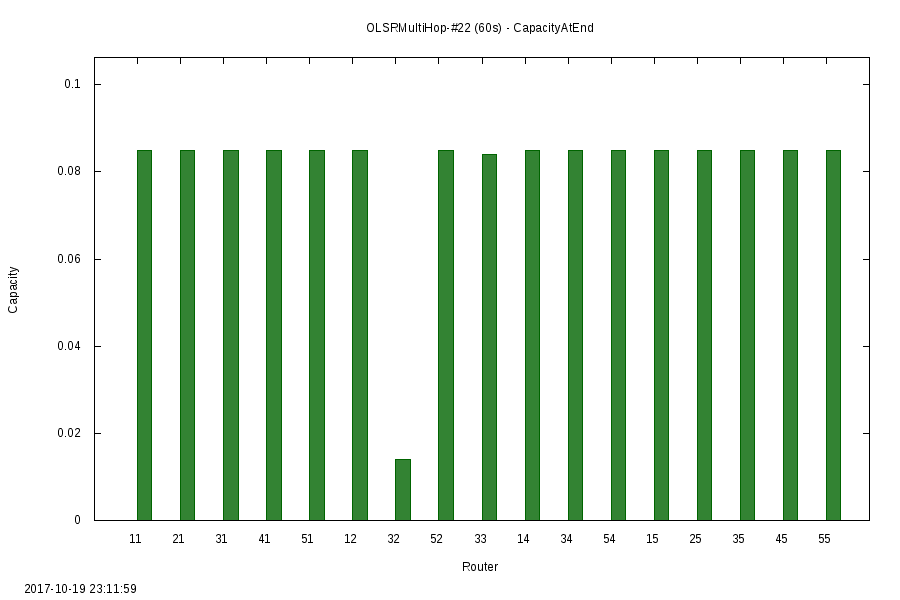 OLSRMultiHop-#22 (60s) - CapacityAtEnd
0.1
0.08
0.06
0.04
0.02
0
Capacity
11 21 31 41 51 12 32 52 33 14 34 54 15 25 35 45 55
Router
2017-10-19 23:11:59